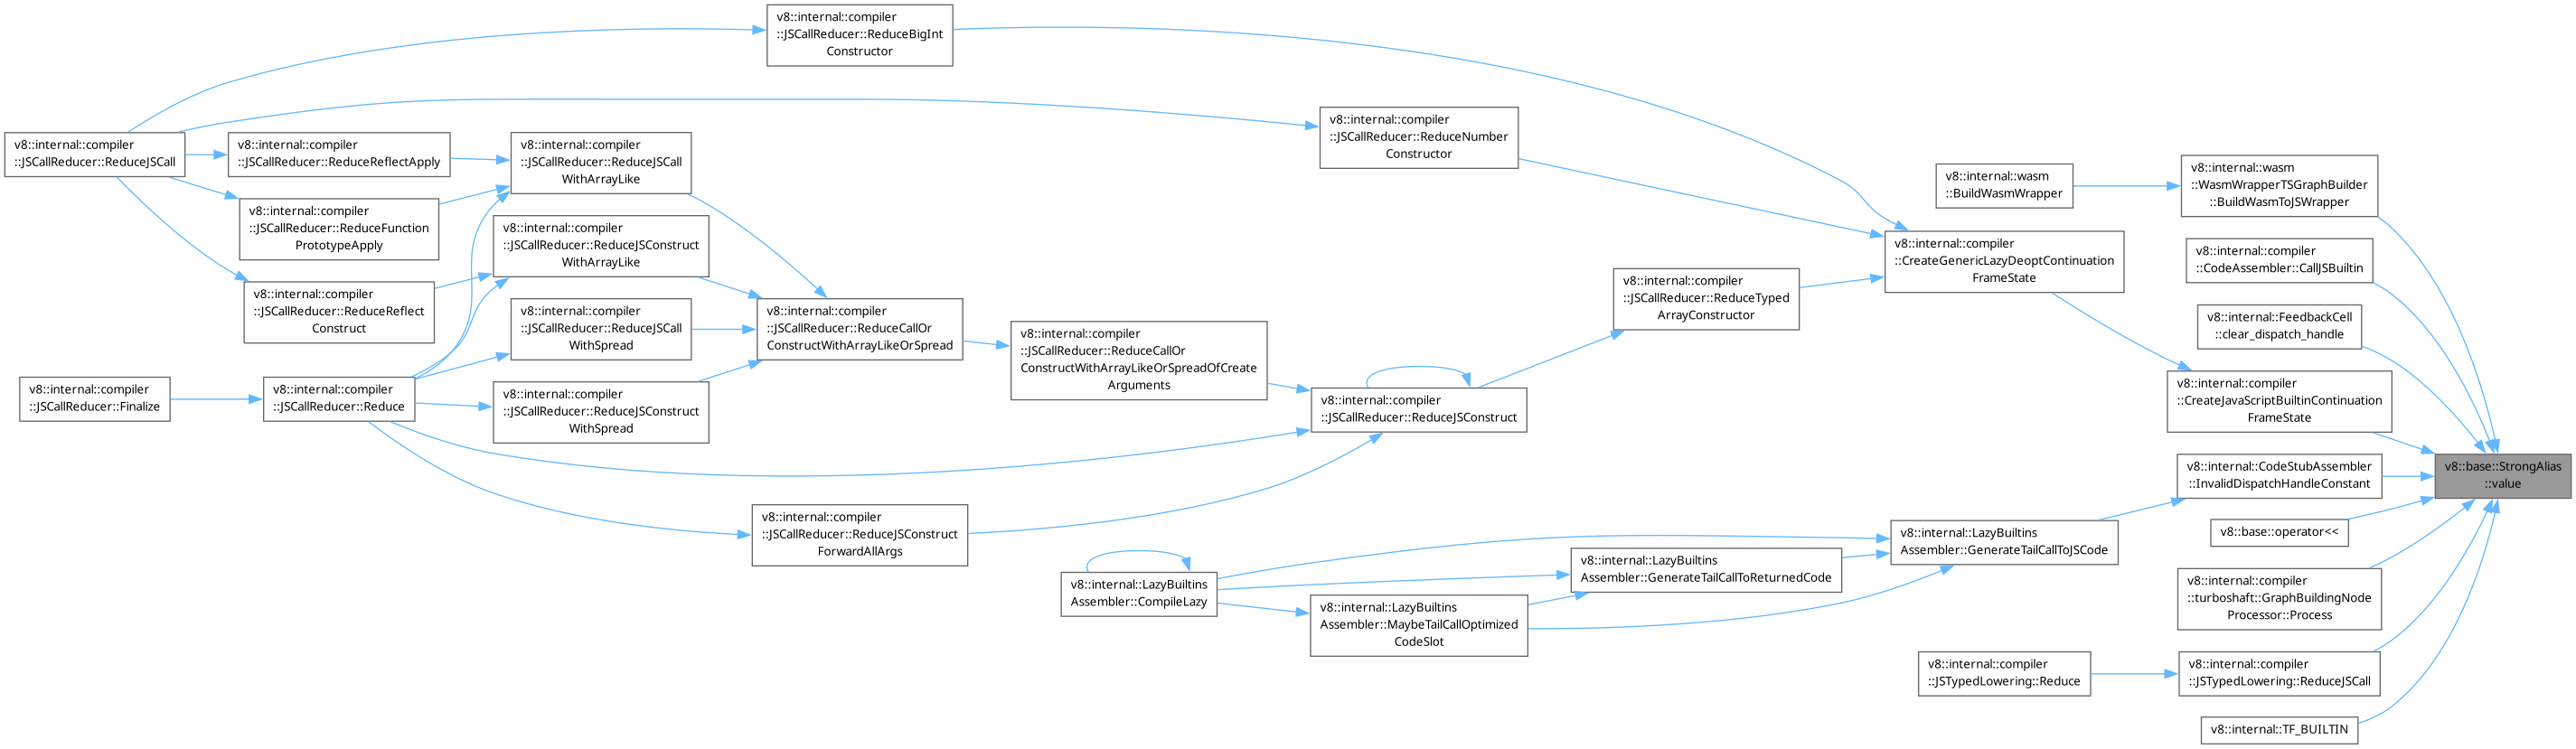 v8::internal::compiler
::JSCallReducer::ReduceBigInt
Constructor
v8::internal::compiler
::JSCallReducer::ReduceNumber
Constructor
v8::internal::compiler
::JSCallReducer::ReduceJSCall
v8::internal::compiler
::JSCallReducer::ReduceReflectApply
v8::internal::compiler
::JSCallReducer::ReduceJSCall
WithArrayLike
v8::internal::compiler
::JSCallReducer::ReduceFunction
PrototypeApply
v8::internal::compiler
::JSCallReducer::ReduceJSConstruct
WithArrayLike
v8::internal::compiler
::JSCallReducer::ReduceReflect
Construct
v8::internal::compiler
::JSCallReducer::ReduceJSCall
WithSpread
v8::internal::compiler
::JSCallReducer::ReduceCallOr
ConstructWithArrayLikeOrSpread
v8::internal::compiler
::JSCallReducer::Finalize
v8::internal::compiler
::JSCallReducer::Reduce
v8::internal::compiler
::JSCallReducer::ReduceJSConstruct
WithSpread
v8::internal::compiler
::JSCallReducer::ReduceCallOr
ConstructWithArrayLikeOrSpreadOfCreate
Arguments
v8::internal::compiler
::JSCallReducer::ReduceJSConstruct
v8::internal::compiler
::JSCallReducer::ReduceTyped
ArrayConstructor
v8::internal::compiler
::JSCallReducer::ReduceJSConstruct
ForwardAllArgs
v8::internal::wasm
::BuildWasmWrapper
v8::internal::wasm
::WasmWrapperTSGraphBuilder
::BuildWasmToJSWrapper
v8::internal::compiler
::CreateGenericLazyDeoptContinuation
FrameState
v8::internal::compiler
::CodeAssembler::CallJSBuiltin
v8::internal::FeedbackCell
::clear_dispatch_handle
v8::internal::compiler
::CreateJavaScriptBuiltinContinuation
FrameState
v8::base::StrongAlias
::value
v8::internal::CodeStubAssembler
::InvalidDispatchHandleConstant
v8::base::operator<<
v8::internal::LazyBuiltins
Assembler::GenerateTailCallToJSCode
v8::internal::LazyBuiltins
Assembler::GenerateTailCallToReturnedCode
v8::internal::LazyBuiltins
Assembler::CompileLazy
v8::internal::LazyBuiltins
Assembler::MaybeTailCallOptimized
CodeSlot
v8::internal::compiler
::turboshaft::GraphBuildingNode
Processor::Process
v8::internal::compiler
::JSTypedLowering::Reduce
v8::internal::compiler
::JSTypedLowering::ReduceJSCall
v8::internal::TF_BUILTIN